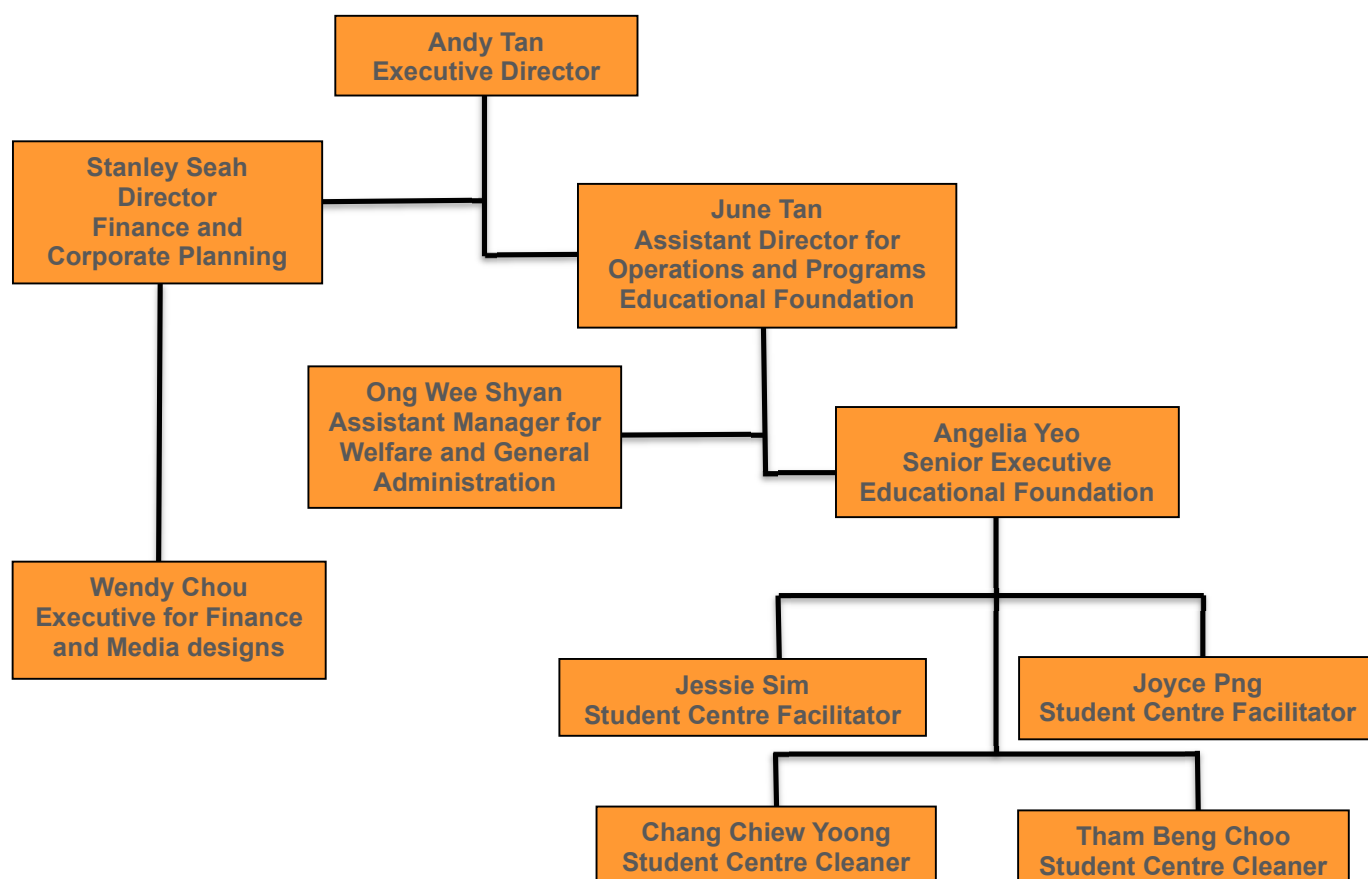 Andy Tan
Executive Director
Stanley Seah
Director
Finance and
Corporate Planning
June Tan
Assistant Director for
Operations and Programs
Educational Foundation
Ong Wee Shyan
Assistant Manager for
Welfare and General
Administration
Angelia Yeo
Senior Executive
Educational Foundation
Wendy Chou
Executive for Finance
and Media designs
Jessie Sim
Student Centre Facilitator
Joyce Png
Student Centre Facilitator
Chang Chiew Yoong
Student Centre Cleaner
Tham Beng Choo
Student Centre Cleaner